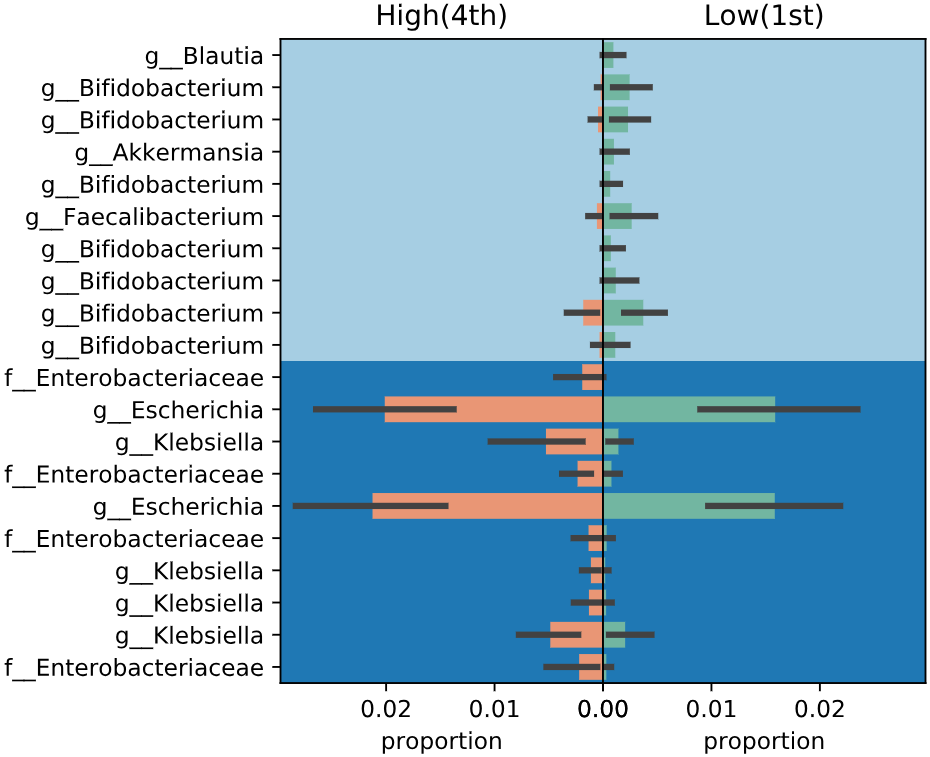 High(4th) Low(1st)
g__Blautia
g__Bifidobacterium
g__Bifidobacterium
g__Akkermansia
g__Bifidobacterium
g__Faecalibacterium
g__Bifidobacterium
g__Bifidobacterium
g__Bifidobacterium
g__Bifidobacterium
f__Enterobacteriaceae
g__Escherichia
g__Klebsiella
f__Enterobacteriaceae
g__Escherichia
f__Enterobacteriaceae
g__Klebsiella
g__Klebsiella
g__Klebsiella
f__Enterobacteriaceae
0.02 0.01 0.00 0.01 0.02
proportion proportion